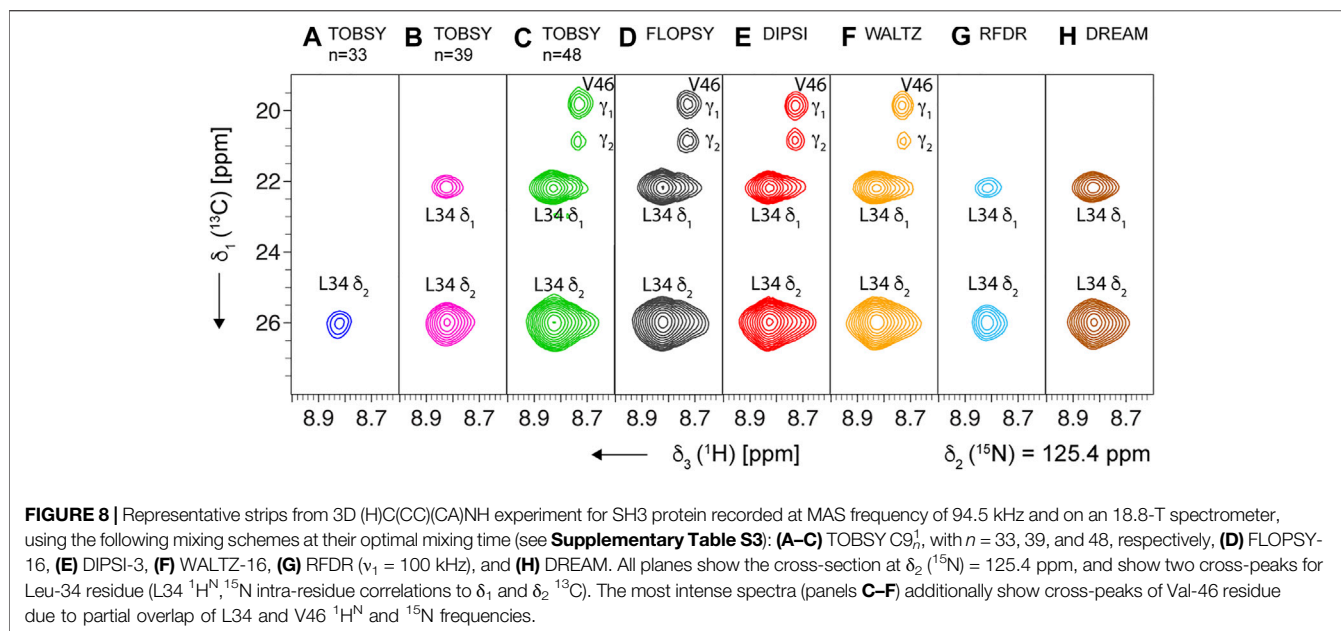 A TOBSY n=33 B TOBSY n=39 C TOBSY n=48 D FLOPSY E DIPSI F WALTZ G RFDR H DREAM
V46 V46 V46 V46
20 γ₁ γ₁ γ₁ γ₁
γ₂ γ₂ γ₂ γ₂
22
L34 δ₁ L34 δ₁ L34 δ₁ L34 δ₁ L34 δ₁ L34 δ₁ L34 δ₁
24
L34 δ₂ L34 δ₂ L34 δ₂ L34 δ₂ L34 δ₂ L34 δ₂ L34 δ₂ L34 δ₂
26
δ₁ (¹³C) [ppm]
8.9 8.7 8.9 8.7 8.9 8.7 8.9 8.7 8.9 8.7 8.9 8.7 8.9 8.7 8.9 8.7
← δ₃ (¹H) [ppm] δ₂ (¹⁵N) = 125.4 ppm
FIGURE 8 | Representative strips from 3D (H)C(CC)(CA)NH experiment for SH3 protein recorded at MAS frequency of 94.5 kHz and on an 18.8-T spectrometer,
using the following mixing schemes at their optimal mixing time (see Supplementary Table S3): (A–C) TOBSY C9ₙ¹, with n = 33, 39, and 48, respectively, (D) FLOPSY-
16, (E) DIPSI-3, (F) WALTZ-16, (G) RFDR (ν₁ = 100 kHz), and (H) DREAM. All planes show the cross-section at δ₂ (¹⁵N) = 125.4 ppm, and show two cross-peaks for
Leu-34 residue (L34 ¹Hᴺ,¹⁵N intra-residue correlations to δ₁ and δ₂ ¹³C). The most intense spectra (panels C–F) additionally show cross-peaks of Val-46 residue
due to partial overlap of L34 and V46 ¹Hᴺ and ¹⁵N frequencies.